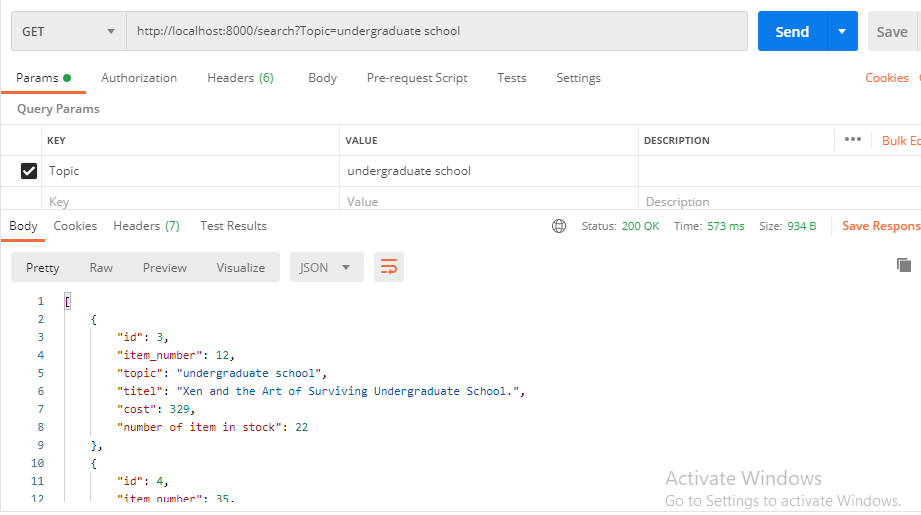 GET http://localhost:8000/search?Topic=undergraduate school Send Save
Params Authorization Headers (6) Body Pre-request Script Tests Settings Cookies
Query Params
KEY VALUE DESCRIPTION ••• Bulk Ec
Topic undergraduate school
Key Value Description
Body Cookies Headers (7) Test Results Status: 200 OK Time: 573 ms Size: 934 B Save Respons
Pretty Raw Preview Visualize JSON
1 [
2 {
3 "id": 3,
4 "item_number": 12,
5 "topic": "undergraduate school",
6 "titel": "Xen and the Art of Surviving Undergraduate School.",
7 "cost": 329,
8 "number of item in stock": 22
9 },
10 {
11 "id": 4,
12 "item_number": 35,
Activate Windows
Go to Settings to activate Windows.